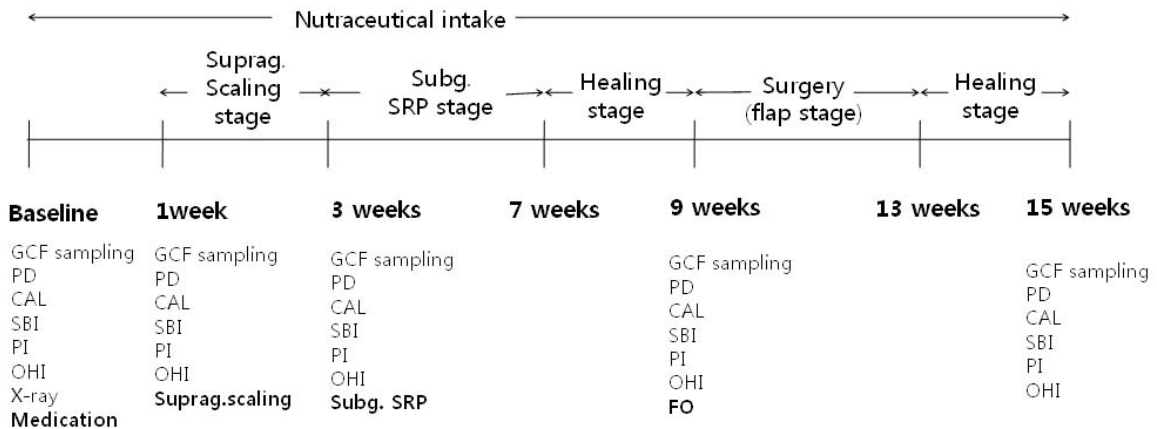 Nutraceutical intake
Suprag.
Scaling
stage
Subg.
SRP stage
Healing
stage
Surgery
(flap stage)
Healing
stage
Baseline
GCF sampling
PD
CAL
SBI
PI
OHI
X-ray
Medication
1week
GCF sampling
PD
CAL
SBI
PI
OHI
Suprag.scaling
3 weeks
GCF sampling
PD
CAL
SBI
PI
OHI
Subg. SRP
7 weeks
9 weeks
GCF sampling
PD
CAL
SBI
PI
OHI
FO
13 weeks
15 weeks
GCF sampling
PD
CAL
SBI
PI
OHI